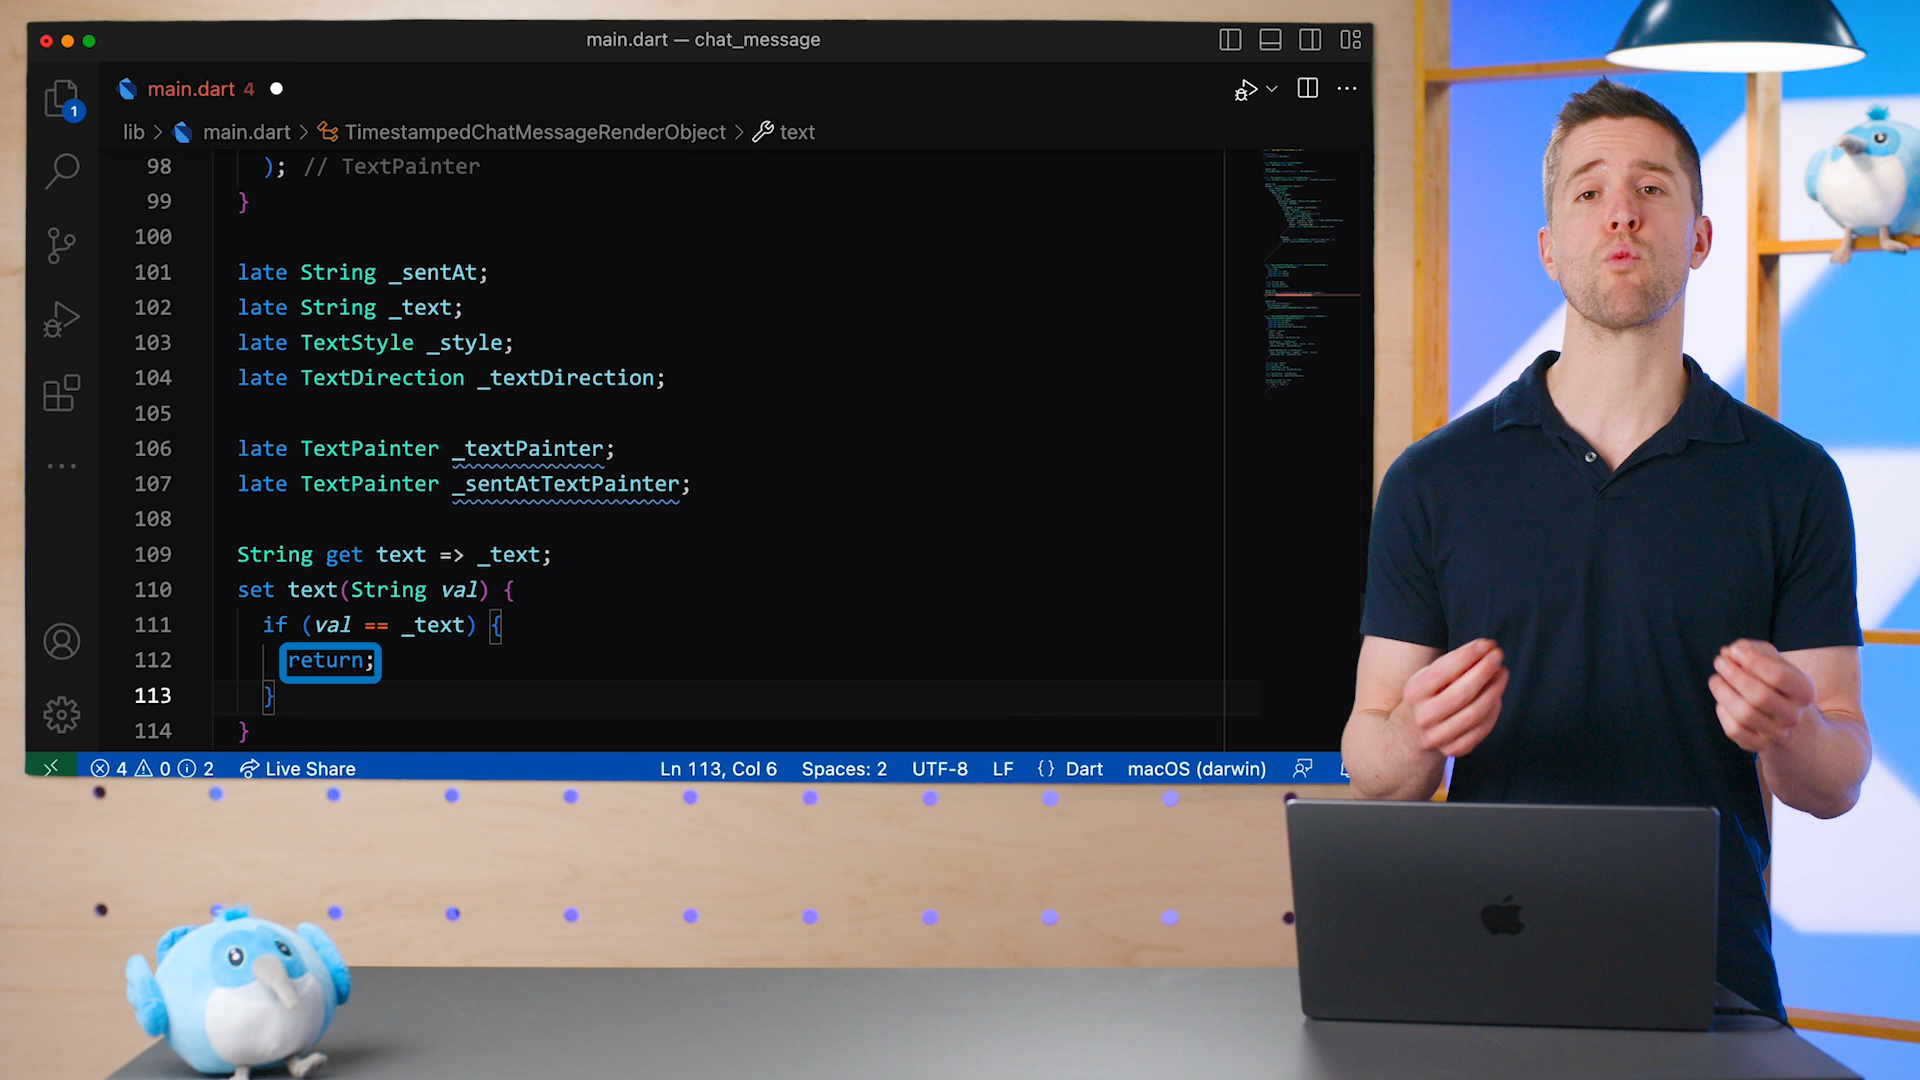 main.dart — chat_message
main.dart 4
1
lib > main.dart > TimestampedChatMessageRenderObject > text
98 ); // TextPainter
99 }
100
101 late String _sentAt;
102 late String _text;
103 late TextStyle _style;
104 late TextDirection _textDirection;
105
106 late TextPainter _textPainter;
107 late TextPainter _sentAtTextPainter;
108
109 String get text => _text;
110 set text(String val) {
111 if (val == _text) {
112 return;
113 }
114 }
4 0 2 Live Share Ln 113, Col 6 Spaces: 2 UTF-8 LF {} Dart macOS (darwin)